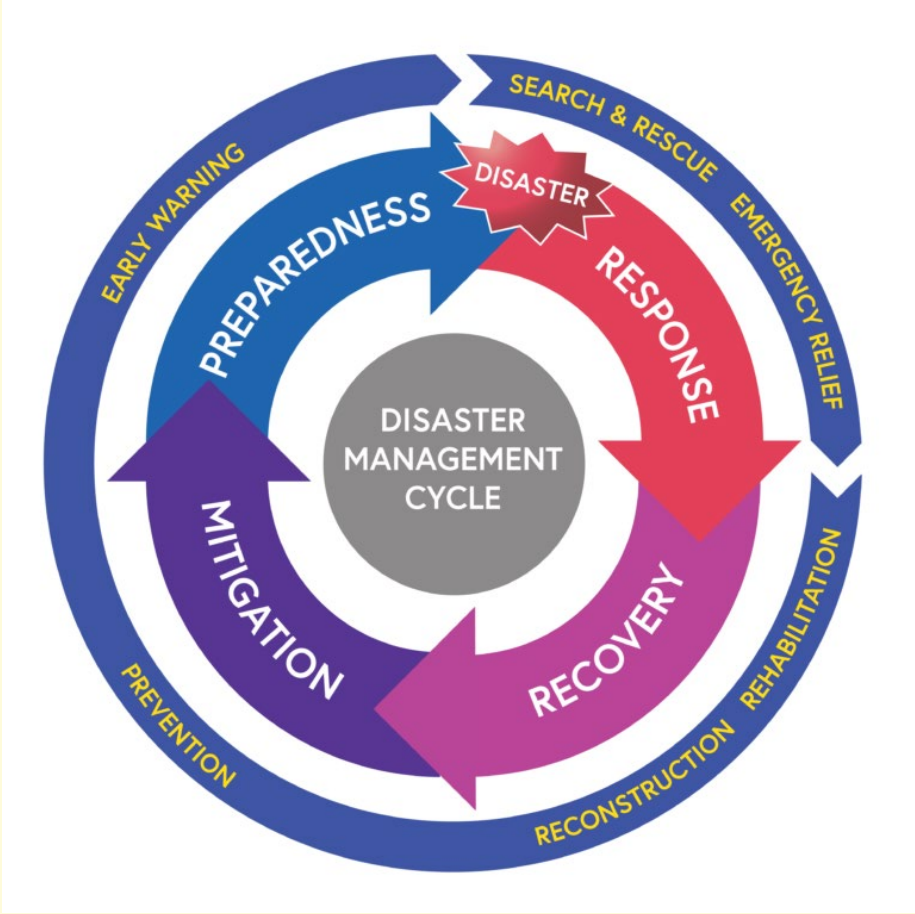 SEARCH & RESCUE
EMERGENCY RELIEF
EARLY WARNING
DISASTER
PREPAREDNESS
RESPONSE
DISASTER
MANAGEMENT
CYCLE
MITIGATION
RECOVERY
REHABILITATION
PREVENTION
RECONSTRUCTION